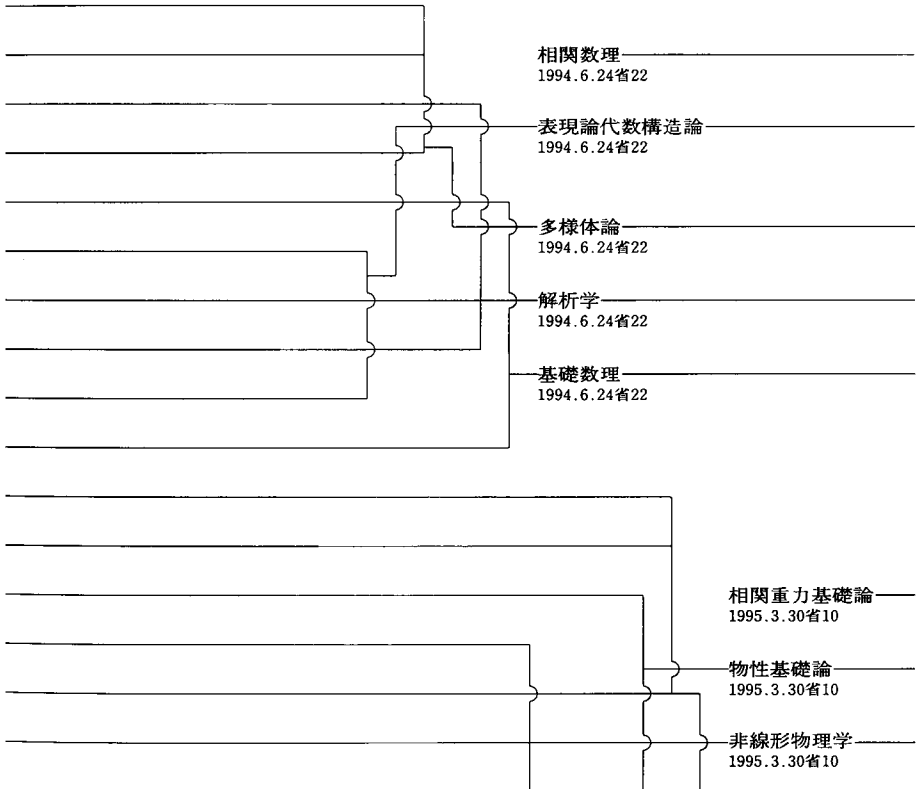 相関数理
1994.6.24省22
表現論代数構造論
1994.6.24省22
多様体論
1994.6.24省22
解析学
1994.6.24省22
基礎数理
1994.6.24省22
相関重力基礎論
1995.3.30省10
物性基礎論
1995.3.30省10
非線形物理学
1995.3.30省10